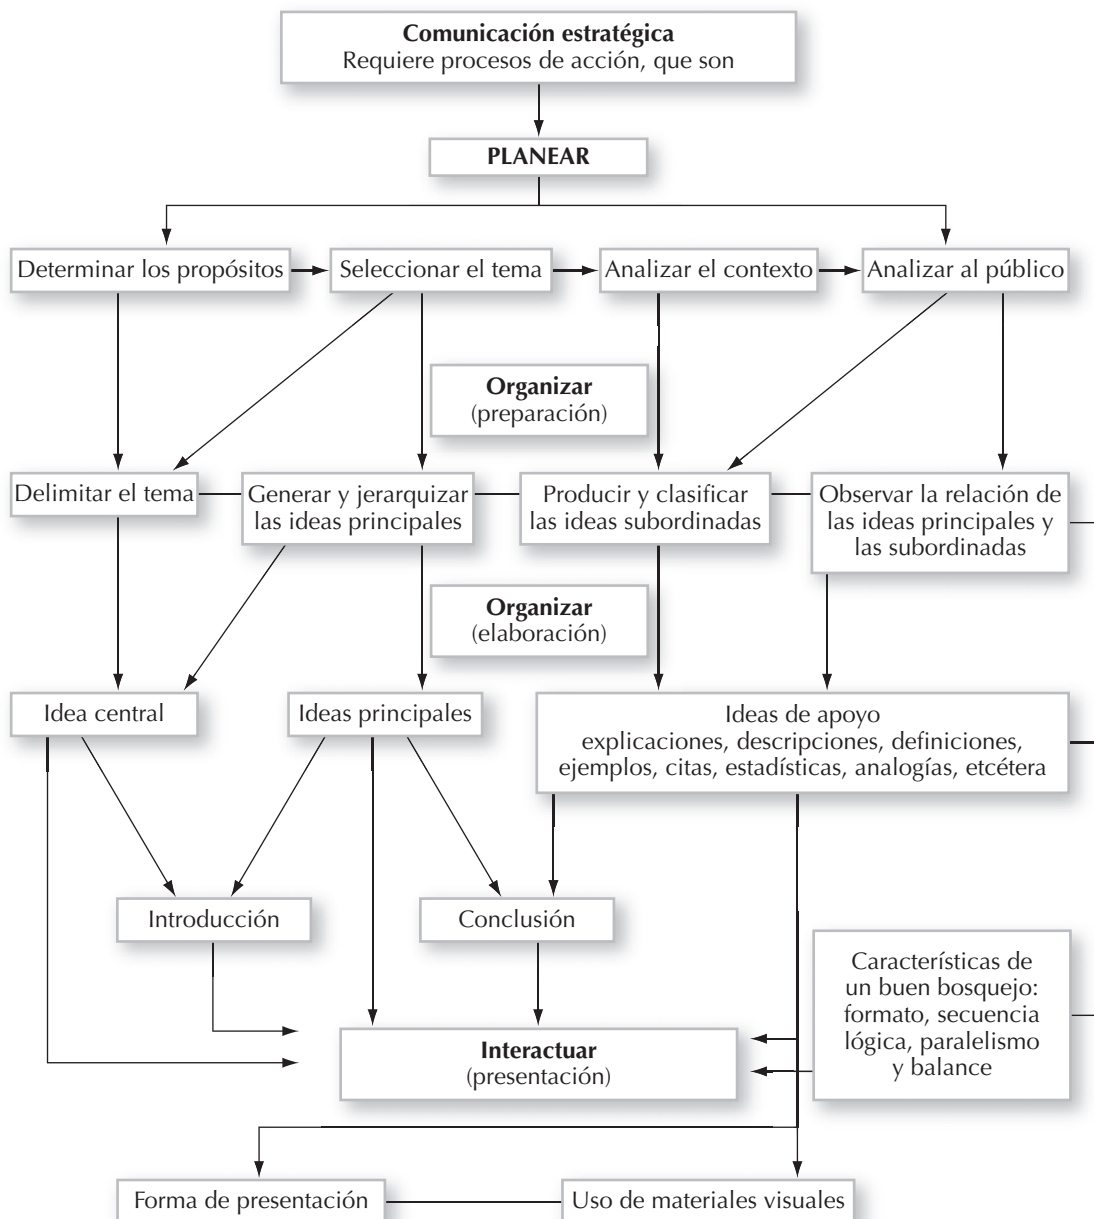 Comunicación estratégica
Requiere procesos de acción, que son
PLANEAR
Determinar los propósitos
Seleccionar el tema
Analizar el contexto
Analizar al público
Organizar
(preparación)
Delimitar el tema
Generar y jerarquizar
las ideas principales
Producir y clasificar
las ideas subordinadas
Observar la relación de
las ideas principales y
las subordinadas
Organizar
(elaboración)
Idea central
Ideas principales
Ideas de apoyo
explicaciones, descripciones, definiciones,
ejemplos, citas, estadísticas, analogías, etcétera
Introducción
Conclusión
Características de
un buen bosquejo:
formato, secuencia
lógica, paralelismo
y balance
Interactuar
(presentación)
Forma de presentación
Uso de materiales visuales